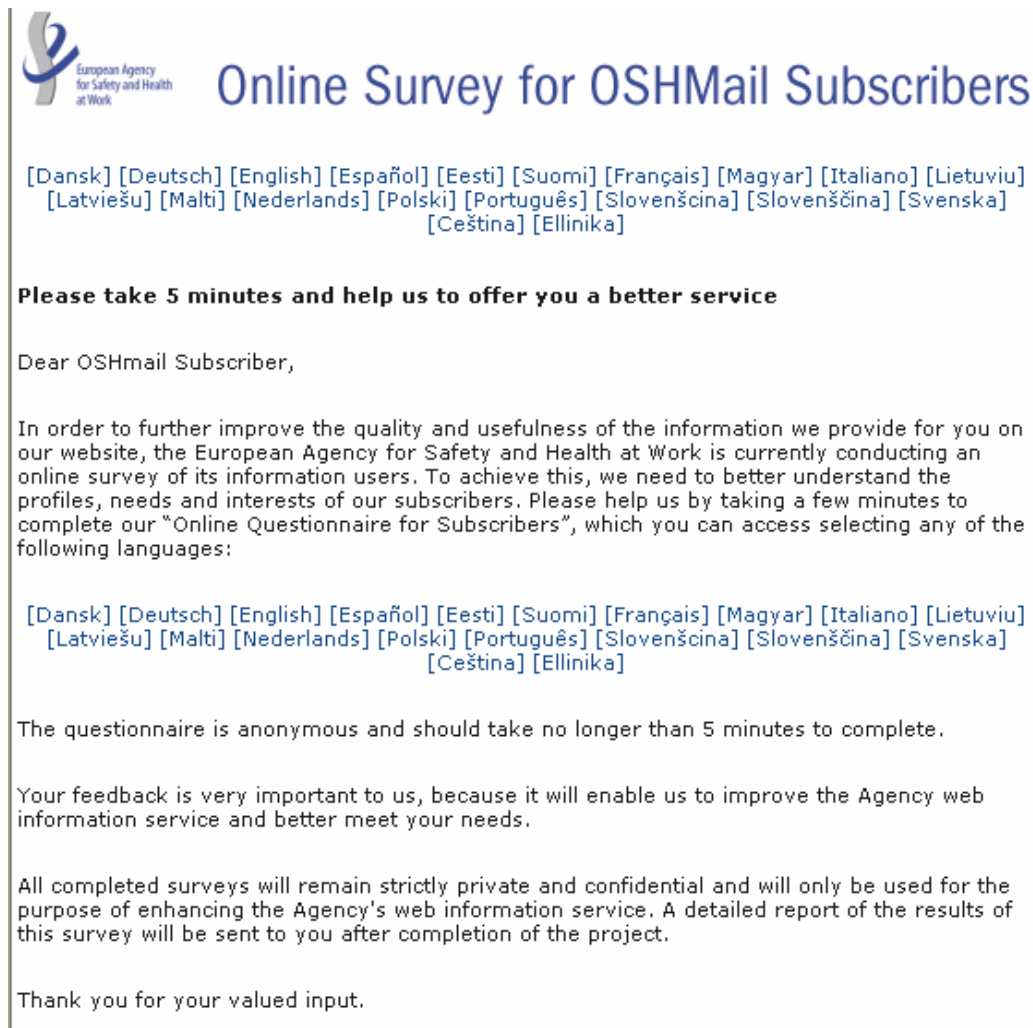 European Agency
for Safety and Health
at Work
Online Survey for OSHMail Subscribers
[Dansk] [Deutsch] [English] [Español] [Eesti] [Suomi] [Français] [Magyar] [Italiano] [Lietuviu]
[Latviešu] [Malti] [Nederlands] [Polski] [Português] [Slovenšcina] [Slovenščina] [Svenska]
[Ceština] [Ellinika]
Please take 5 minutes and help us to offer you a better service
Dear OSHmail Subscriber,
In order to further improve the quality and usefulness of the information we provide for you on
our website, the European Agency for Safety and Health at Work is currently conducting an
online survey of its information users. To achieve this, we need to better understand the
profiles, needs and interests of our subscribers. Please help us by taking a few minutes to
complete our “Online Questionnaire for Subscribers”, which you can access selecting any of the
following languages:
[Dansk] [Deutsch] [English] [Español] [Eesti] [Suomi] [Français] [Magyar] [Italiano] [Lietuviu]
[Latviešu] [Malti] [Nederlands] [Polski] [Português] [Slovenšcina] [Slovenščina] [Svenska]
[Ceština] [Ellinika]
The questionnaire is anonymous and should take no longer than 5 minutes to complete.
Your feedback is very important to us, because it will enable us to improve the Agency web
information service and better meet your needs.
All completed surveys will remain strictly private and confidential and will only be used for the
purpose of enhancing the Agency's web information service. A detailed report of the results of
this survey will be sent to you after completion of the project.
Thank you for your valued input.